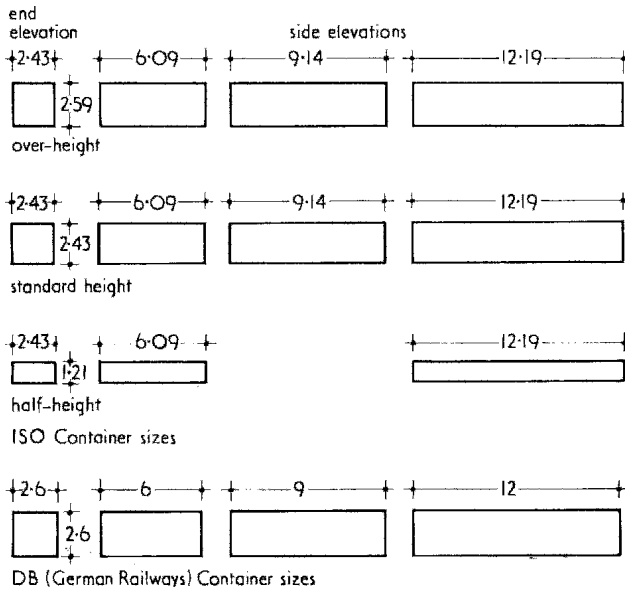 end
elevation
side elevations
2·43 6·09 9·14 12·19
2·59
over-height
2·43 6·09 9·14 12·19
2·43
standard height
2·43 6·09 12·19
1·21
half-height
ISO Container sizes
2·6 6 9 12
2·6
DB (German Railways) Container sizes